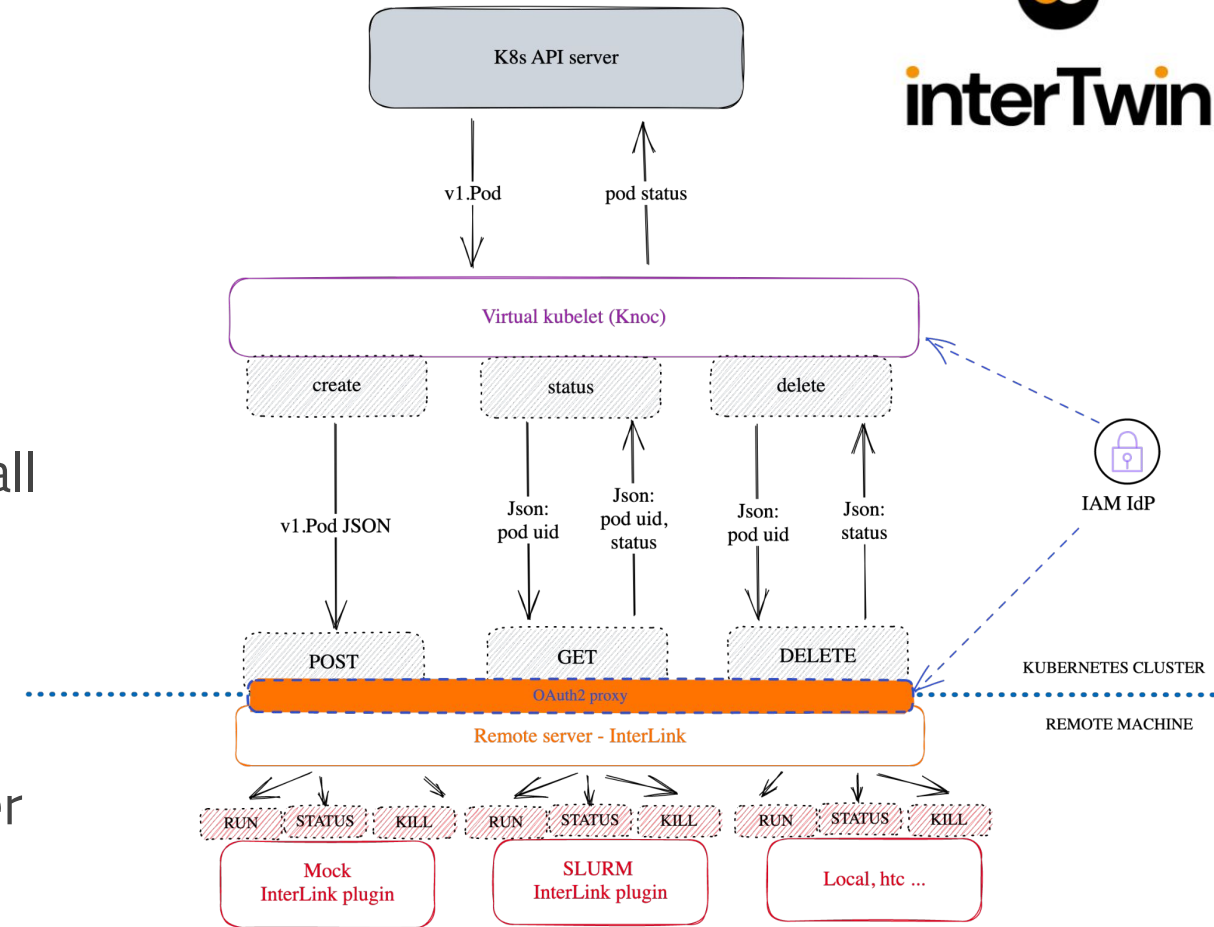 K8s API server
interTwin
v1.Pod
pod status
Virtual kubelet (Knoc)
create
status
delete
all
v1.Pod JSON
Json:
pod uid
Json:
pod uid,
status
Json:
pod uid
Json:
status
IAM IdP
POST
GET
DELETE
KUBERNETES CLUSTER
OAuth2 proxy
REMOTE MACHINE
Remote server - InterLink
er
RUN
STATUS
KILL
RUN
STATUS
KILL
RUN
STATUS
KILL
Mock
InterLink plugin
SLURM
InterLink plugin
Local, htc ...